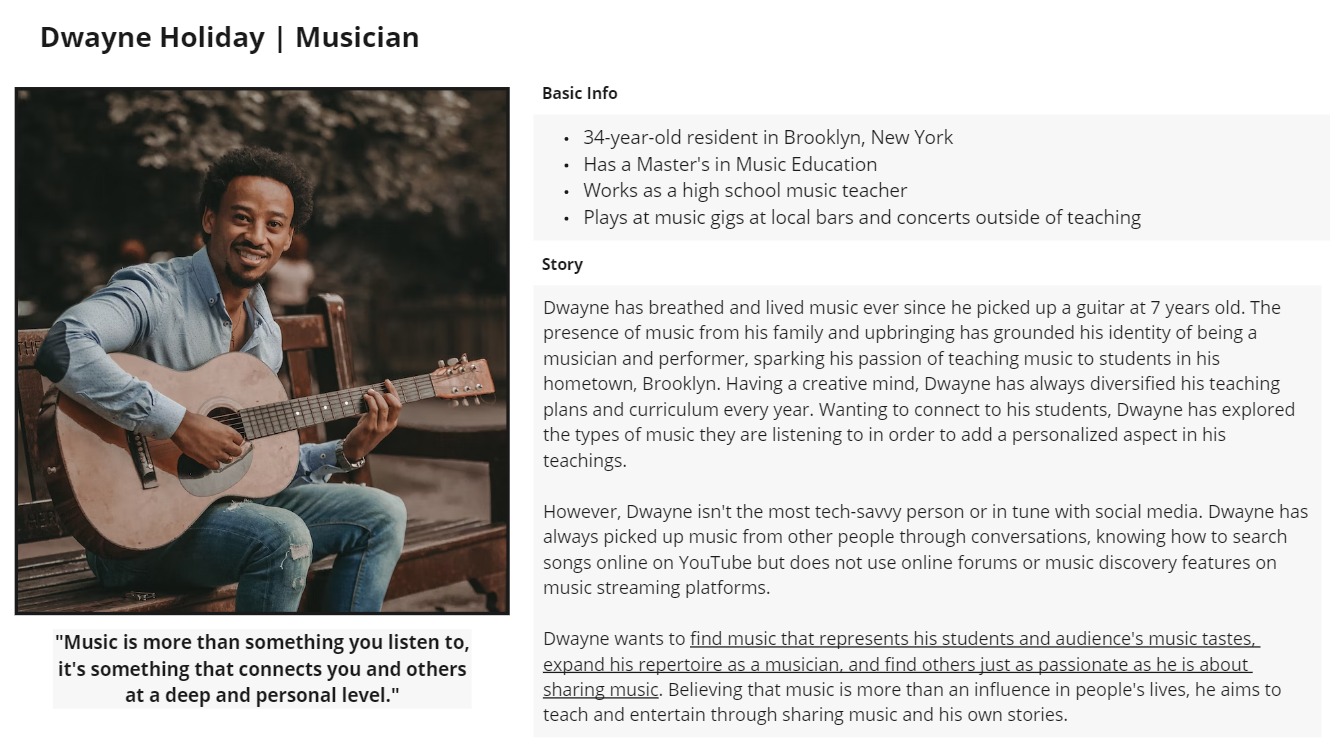 Dwayne Holiday | Musician
Basic Info
• 34-year-old resident in Brooklyn, New York
• Has a Master's in Music Education
• Works as a high school music teacher
• Plays at music gigs at local bars and concerts outside of teaching
Story
Dwayne has breathed and lived music ever since he picked up a guitar at 7 years old. The
presence of music from his family and upbringing has grounded his identity of being a
musician and performer, sparking his passion of teaching music to students in his
hometown, Brooklyn. Having a creative mind, Dwayne has always diversified his teaching
plans and curriculum every year. Wanting to connect to his students, Dwayne has explored
the types of music they are listening to in order to add a personalized aspect in his
teachings.
However, Dwayne isn't the most tech-savvy person or in tune with social media. Dwayne has
always picked up music from other people through conversations, knowing how to search
songs online on YouTube but does not use online forums or music discovery features on
music streaming platforms.
Dwayne wants to find music that represents his students and audience's music tastes,
expand his repertoire as a musician, and find others just as passionate as he is about
sharing music. Believing that music is more than an influence in people's lives, he aims to
teach and entertain through sharing music and his own stories.
"Music is more than something you listen to,
it's something that connects you and others
at a deep and personal level."